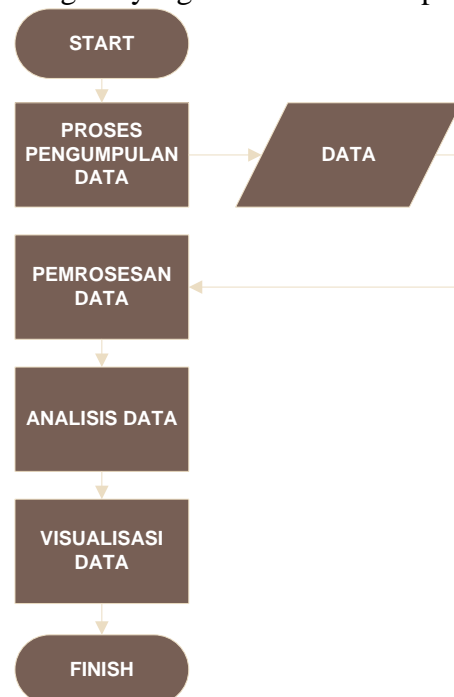 START
PROSES
PENGUMPULAN
DATA
DATA
PEMROSESAN
DATA
ANALISIS DATA
VISUALISASI
DATA
FINISH